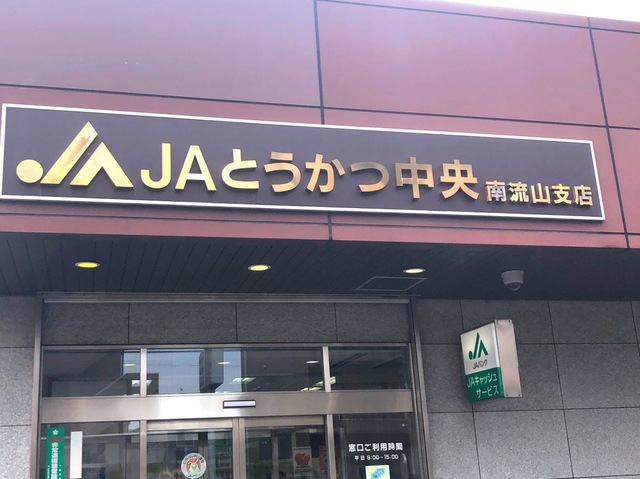 JAとうかつ中央 南流山支店
JA
JAバンク
JAキャッシュ
サービス
窓口ご利用時間
平日 9:00~15:00